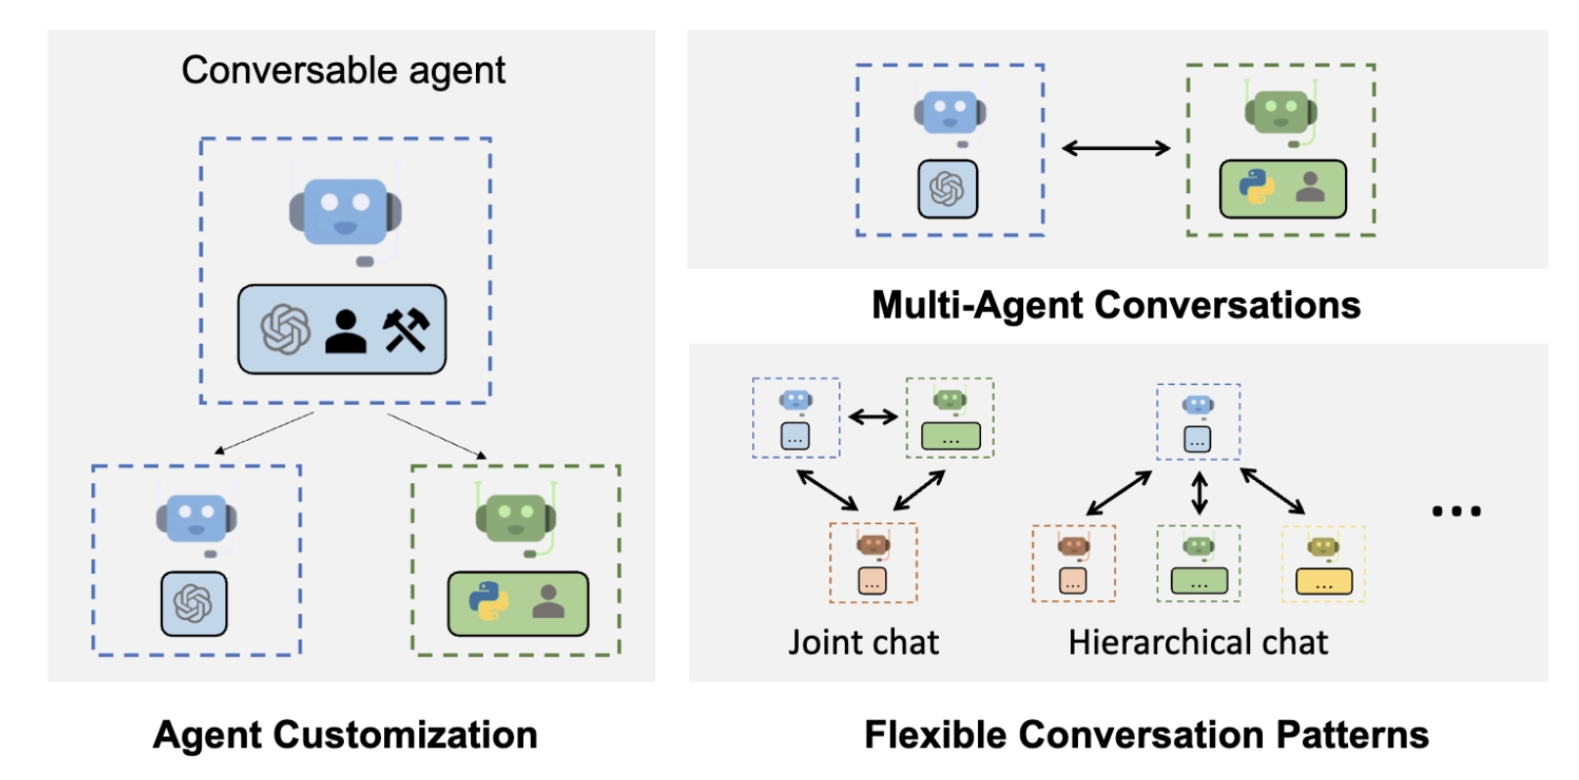 Conversable agent
Agent Customization
Multi-Agent Conversations
...
...
...
...
...
...
...
...
Joint chat
Hierarchical chat
Flexible Conversation Patterns